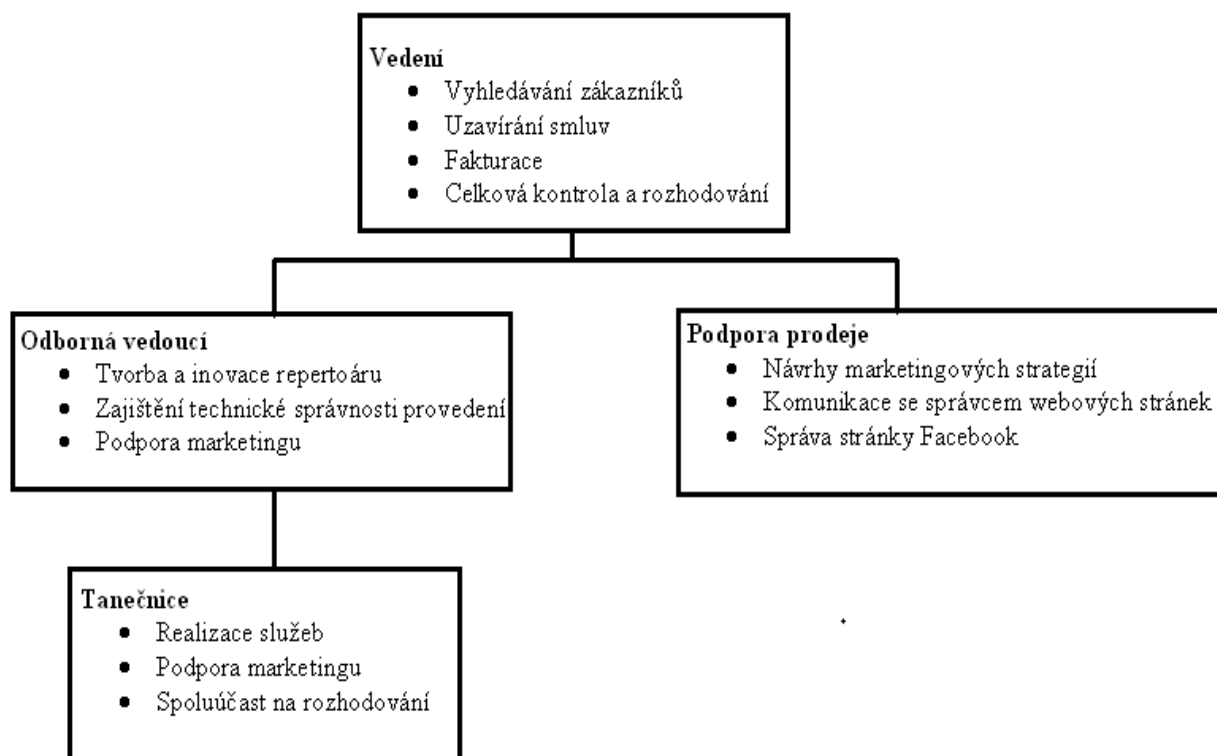 Vedení
• Vyhledávání zákazníků
• Uzavírání smluv
• Fakturace
• Celková kontrola a rozhodování
Odborná vedoucí
• Tvorba a inovace repertoáru
• Zajištění technické správnosti provedení
• Podpora marketingu
Podpora prodeje
• Návrhy marketingových strategií
• Komunikace se správcem webových stránek
• Správa stránky Facebook
Tanečnice
• Realizace služeb
• Podpora marketingu
• Spoluúčast na rozhodování